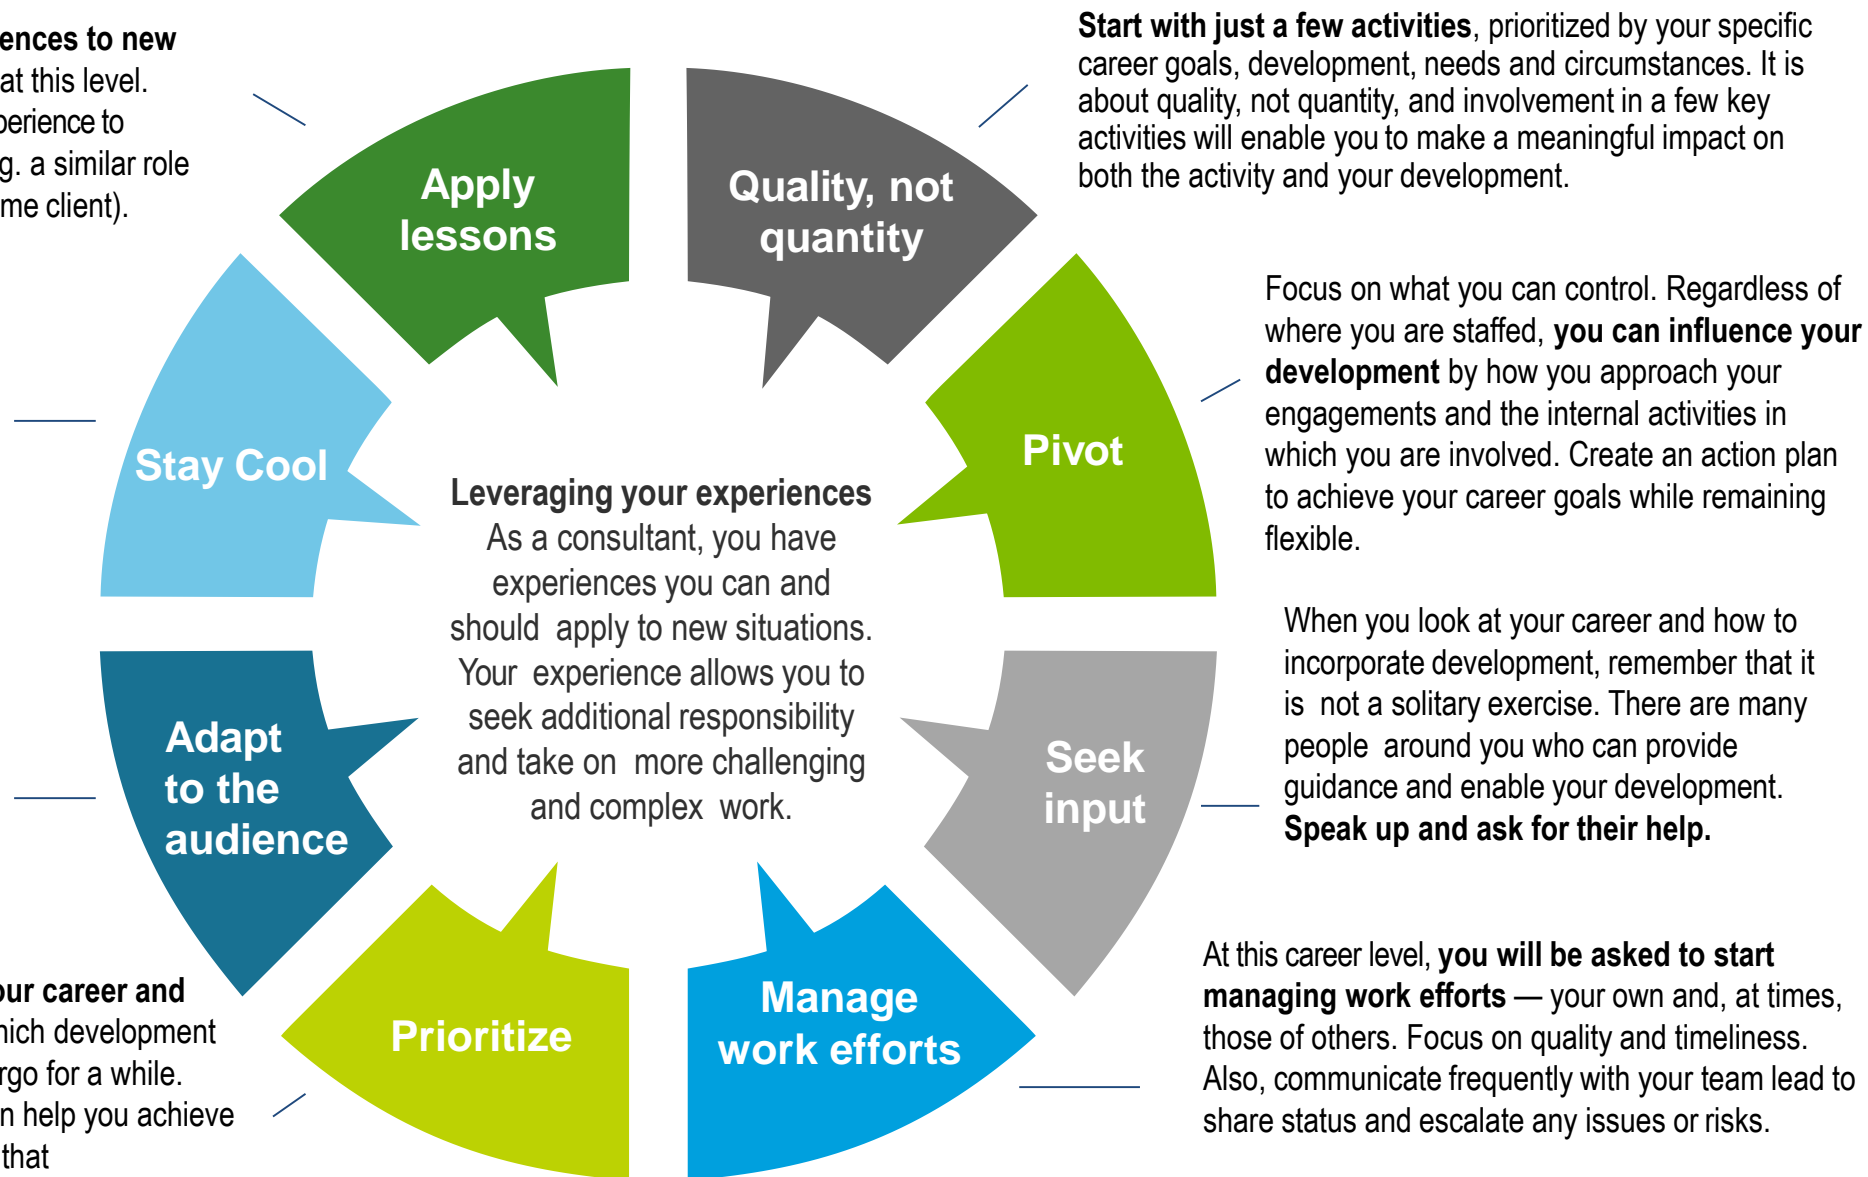 at this level.
a similar role
client).
Apply
lessons
Quality, not
quantity
Start with just a few activities, prioritized by your specific
career goals, development, needs and circumstances. It is
about quality, not quantity, and involvement in a few key
activities will enable you to make a meaningful impact on
both the activity and your development.
Stay Cool
Pivot
Focus on what you can control. Regardless of
where you are staffed, you can influence your
development by how you approach your
engagements and the internal activities in
which you are involved. Create an action plan
to achieve your career goals while remaining
flexible.
Leveraging your experiences
As a consultant, you have
experiences you can and
should apply to new situations.
Your experience allows you to
seek additional responsibility
and take on more challenging
and complex work.
Adapt
to the
audience
Seek
input
When you look at your career and how to
incorporate development, remember that it
is not a solitary exercise. There are many
people around you who can provide
guidance and enable your development.
Speak up and ask for their help.
career and
development
for a while.
help you achieve
that
Prioritize
Manage
work efforts
At this career level, you will be asked to start
managing work efforts — your own and, at times,
those of others. Focus on quality and timeliness.
Also, communicate frequently with your team lead to
share status and escalate any issues or risks.